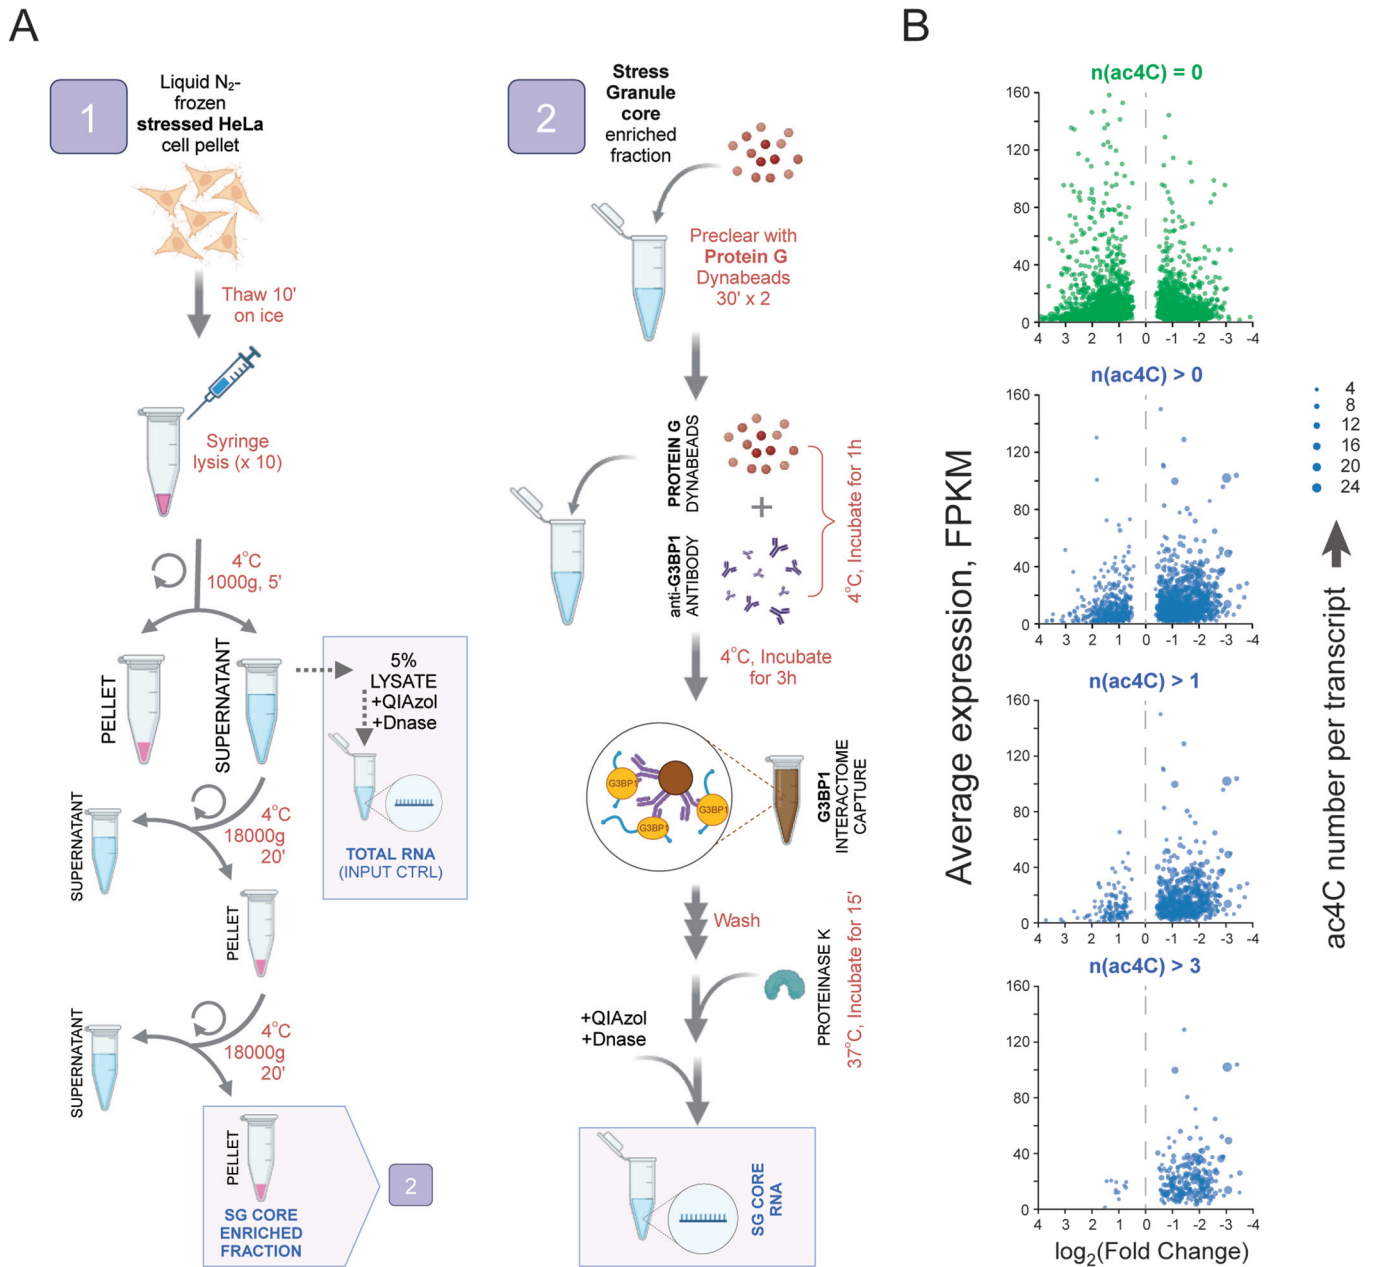 A
1
Liquid N2-
frozen
stressed HeLa
cell pellet
Thaw 10'
on ice
Syringe
lysis (x 10)
4°C
1000g, 5'
PELLET
SUPERNATANT
5%
LYSATE
+QIAzol
+Dnase
TOTAL RNA
(INPUT CTRL)
4°C
18000g
20'
SUPERNATANT
PELLET
4°C
18000g
20'
SUPERNATANT
PELLET
SG CORE
ENRICHED
FRACTION
2
2
Stress
Granule
core
enriched
fraction
Preclear with
Protein G
Dynabeads
30' x 2
PROTEIN G
DYNABEADS
+
anti-G3BP1
ANTIBODY
4°C, Incubate for 1h
4°C, Incubate
for 3h
G3BP1
G3BP1
G3BP1
G3BP1
INTERACTOME
CAPTURE
Wash
PROTEINASE K
37°C, Incubate for 15'
+QIAzol
+Dnase
SG CORE
RNA
B
Average expression, FPKM
n(ac4C) = 0
160
120
80
40
0
4 3 2 1 0 -1 -2 -3 -4
n(ac4C) > 0
160
120
80
40
0
4 3 2 1 0 -1 -2 -3 -4
n(ac4C) > 1
160
120
80
40
0
4 3 2 1 0 -1 -2 -3 -4
n(ac4C) > 3
160
120
80
40
0
4 3 2 1 0 -1 -2 -3 -4
log2(Fold Change)
4
8
12
16
20
24
ac4C number per transcript